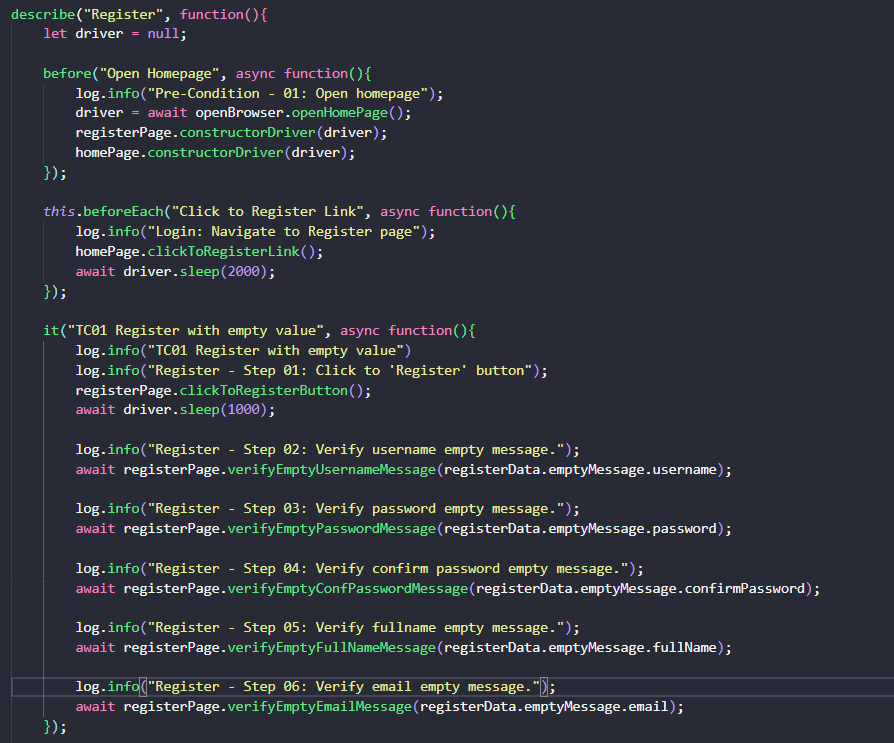 describe("Register", function(){
let driver = null;
before("Open Homepage", async function(){
log.info("Pre-Condition - 01: Open homepage");
driver = await openBrowser.openHomePage();
registerPage.constructorDriver(driver);
homePage.constructorDriver(driver);
});
this.beforeEach("Click to Register Link", async function(){
log.info("Login: Navigate to Register page");
homePage.clickToRegisterLink();
await driver.sleep(2000);
});
it("TC01 Register with empty value", async function(){
log.info("TC01 Register with empty value")
log.info("Register - Step 01: Click to 'Register' button");
registerPage.clickToRegisterButton();
await driver.sleep(1000);
log.info("Register - Step 02: Verify username empty message.");
await registerPage.verifyEmptyUsernameMessage(registerData.emptyMessage.username);
log.info("Register - Step 03: Verify password empty message.");
await registerPage.verifyEmptyPasswordMessage(registerData.emptyMessage.password);
log.info("Register - Step 04: Verify confirm password empty message.");
await registerPage.verifyEmptyConfPasswordMessage(registerData.emptyMessage.confirmPassword);
log.info("Register - Step 05: Verify fullname empty message.");
await registerPage.verifyEmptyFullNameMessage(registerData.emptyMessage.fullName);
log.info("Register - Step 06: Verify email empty message.");
await registerPage.verifyEmptyEmailMessage(registerData.emptyMessage.email);
});